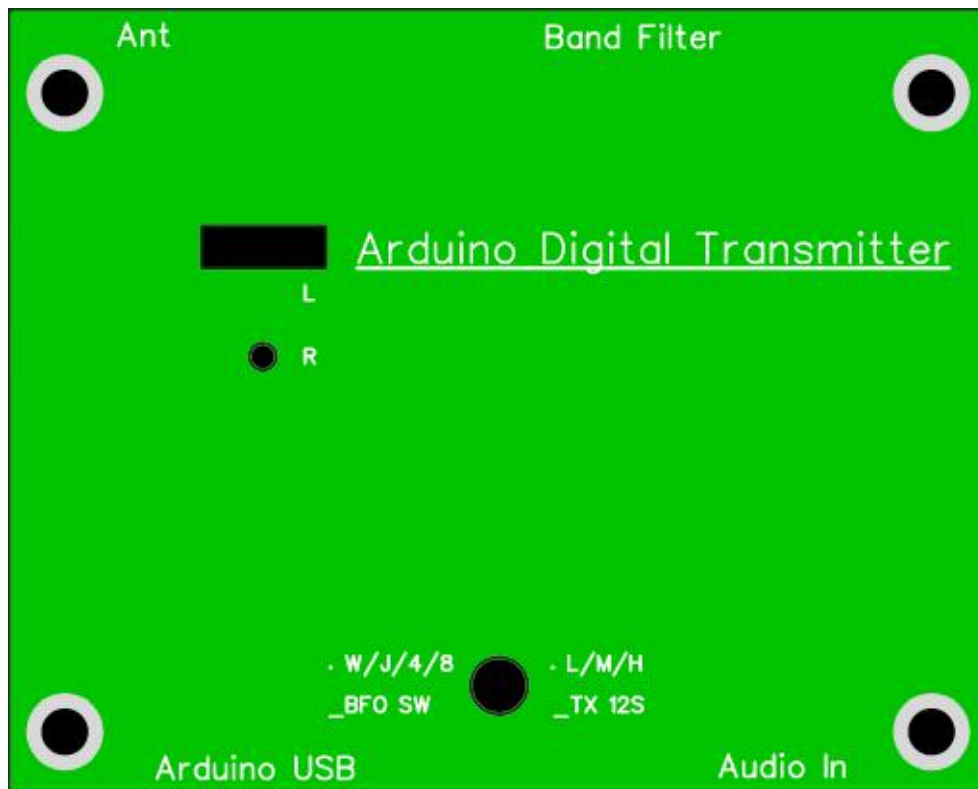 Ant
Band Filter
Arduino Digital Transmitter
L
R
. W/J/4/8
. L/M/H
_BFO SW
_TX 12S
Arduino USB
Audio In